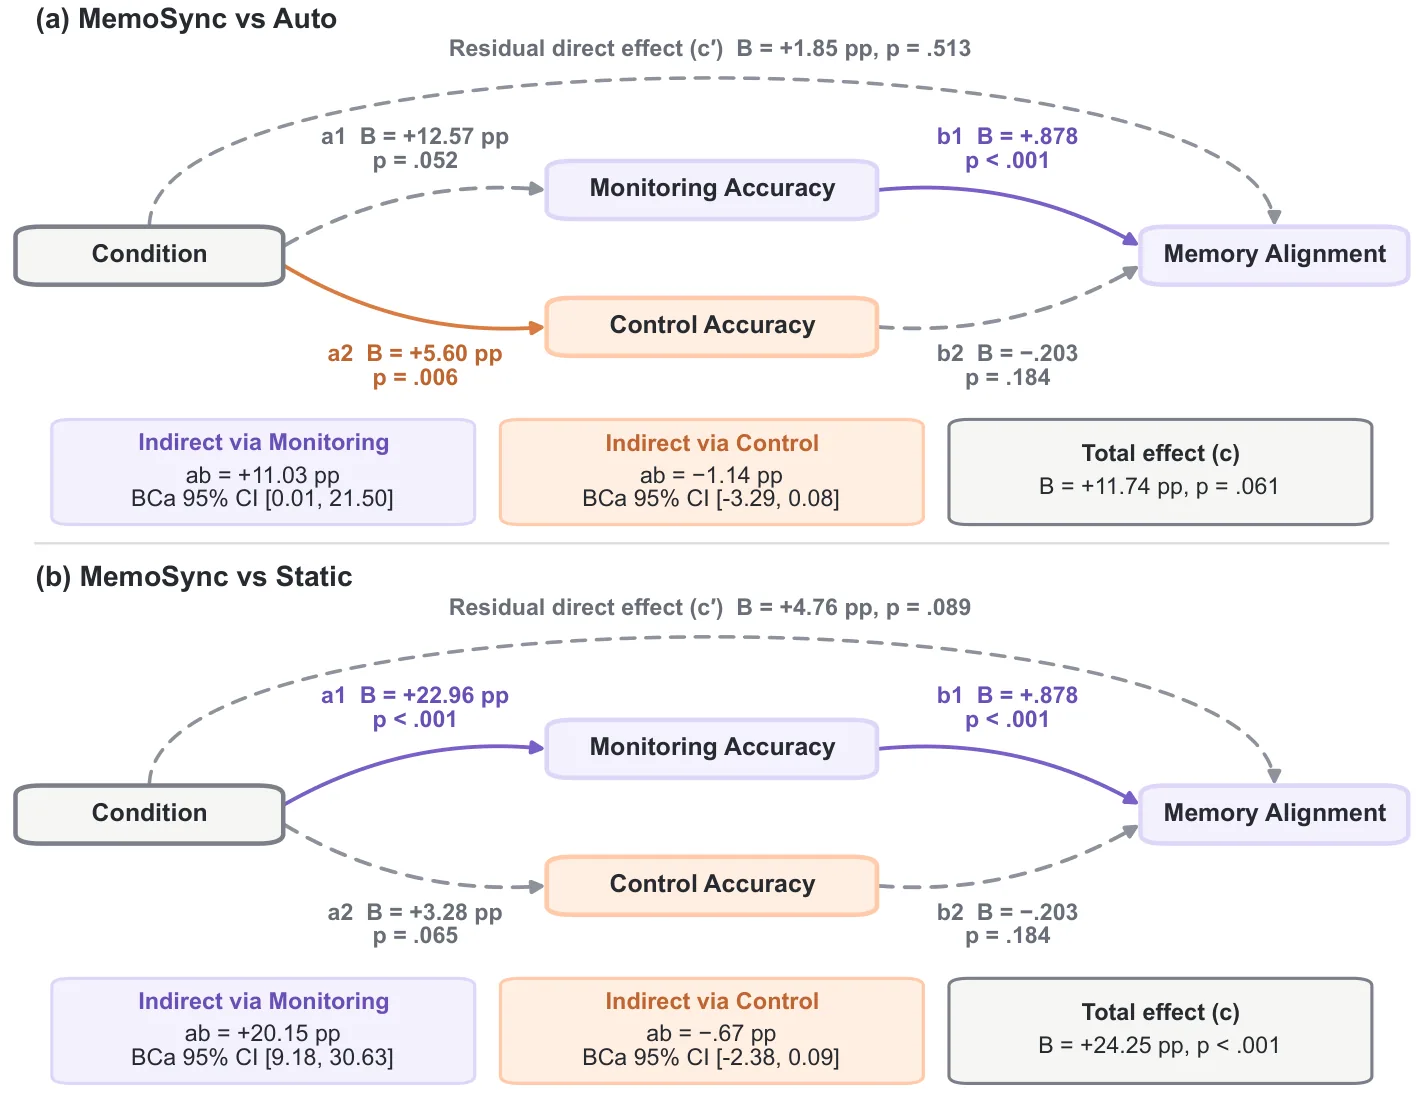 (a) MemoSync vs Auto
Residual direct effect (c′)  B = +1.85 pp, p = .513
a1  B = +12.57 pp
p = .052
b1  B = +.878
p < .001
Monitoring Accuracy
Condition
Memory Alignment
Control Accuracy
a2  B = +5.60 pp
p = .006
b2  B = −.203
p = .184
Indirect via Monitoring
ab = +11.03 pp
BCa 95% CI [0.01, 21.50]
Indirect via Control
ab = −1.14 pp
BCa 95% CI [-3.29, 0.08]
Total effect (c)
B = +11.74 pp, p = .061
(b) MemoSync vs Static
Residual direct effect (c′)  B = +4.76 pp, p = .089
a1  B = +22.96 pp
p < .001
b1  B = +.878
p < .001
Monitoring Accuracy
Condition
Memory Alignment
Control Accuracy
a2  B = +3.28 pp
p = .065
b2  B = −.203
p = .184
Indirect via Monitoring
ab = +20.15 pp
BCa 95% CI [9.18, 30.63]
Indirect via Control
ab = −.67 pp
BCa 95% CI [-2.38, 0.09]
Total effect (c)
B = +24.25 pp, p < .001